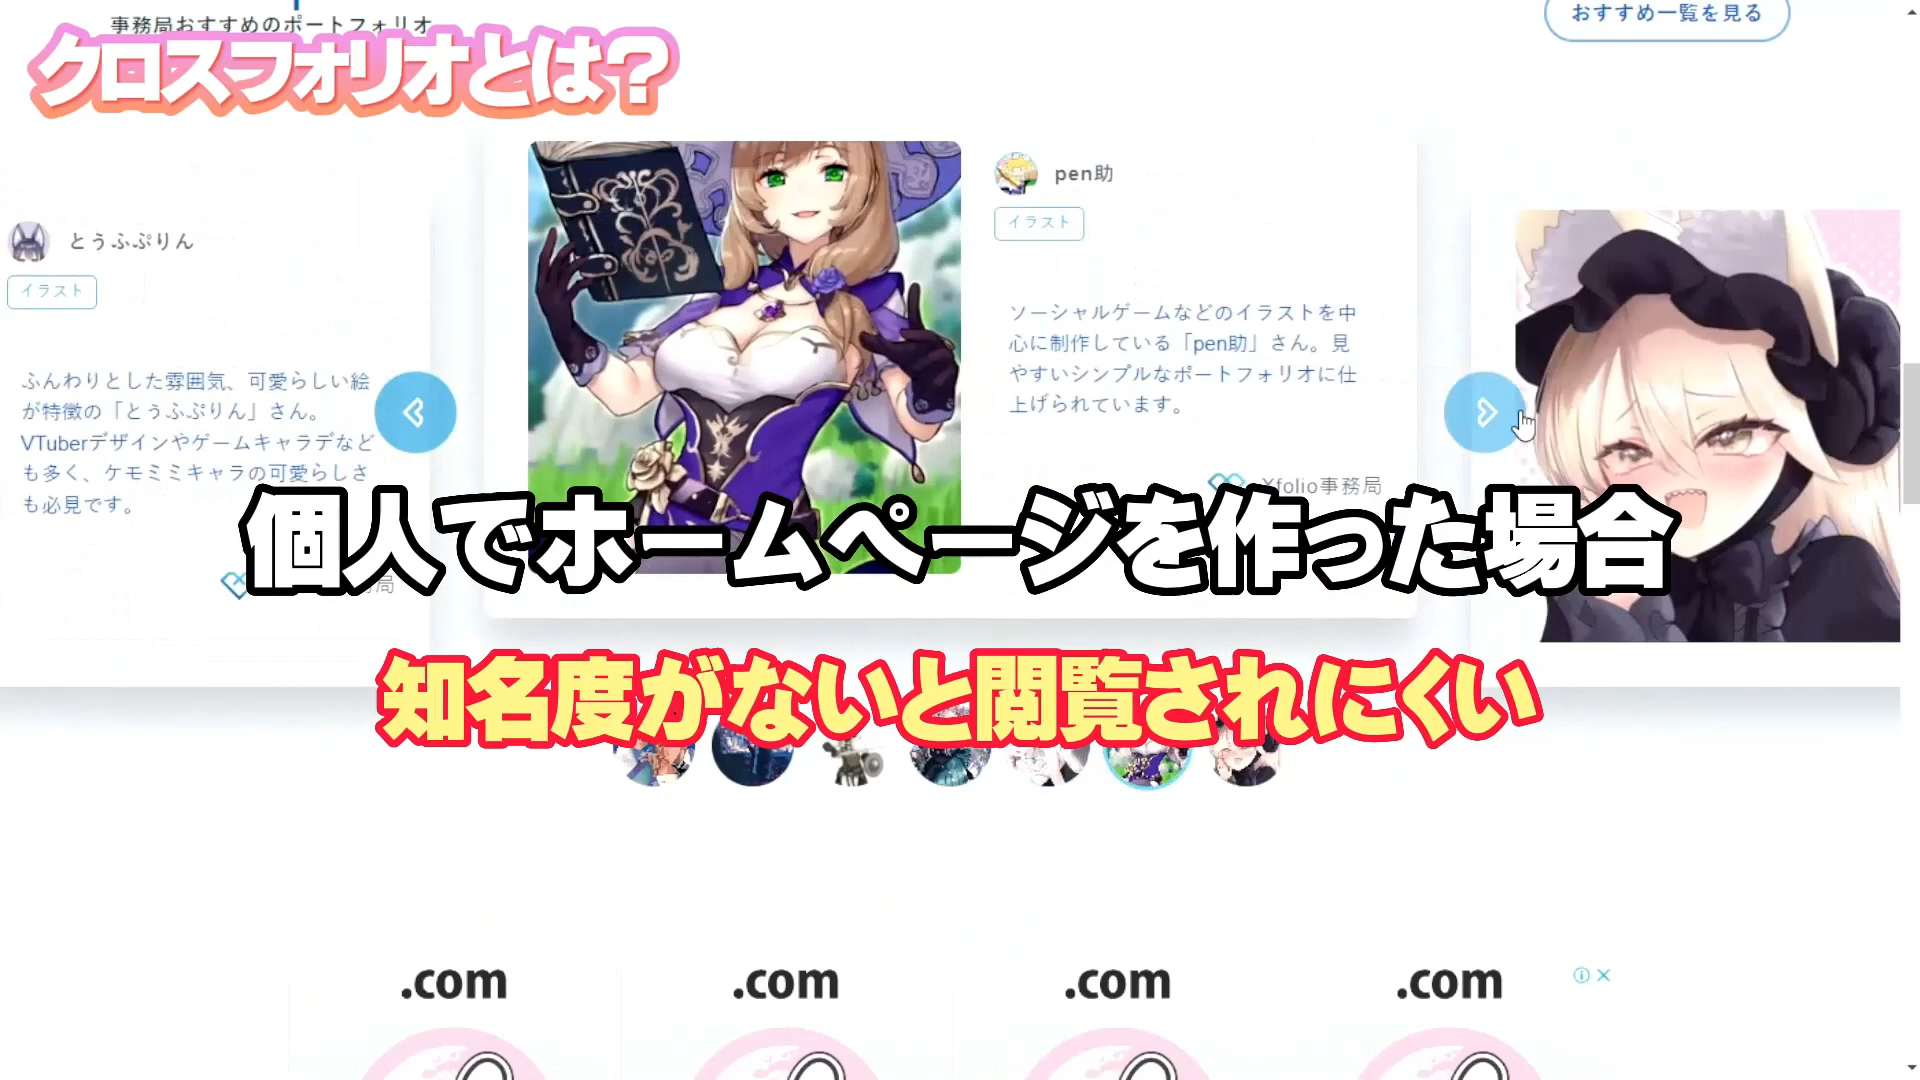 事務局おすすめのポートフォリオ
おすすめ一覧を見る
クロスフォリオとは？
pen助
イラスト
とうふぷりん
イラスト
ソーシャルゲームなどのイラストを中
心に制作している「pen助」さん。見
やすいシンプルなポートフォリオに仕
上げられています。
ふんわりとした雰囲気、可愛らしい絵
が特徴の「とうふぷりん」さん。
VTuberデザインやゲームキャラデなど
も多く、ケモミミキャラの可愛らしさ
も必見です。
Xfolio事務局
個人でホームページを作った場合
局
知名度がないと閲覧されにくい
.com
.com
.com
.com